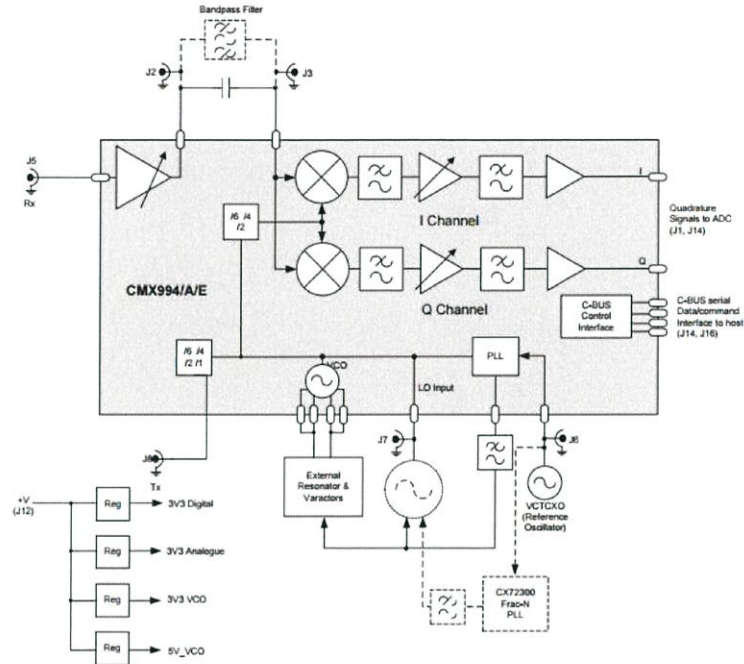 Bandpass Filter
J2
J3
J5
Rx
I
I Channel
/6 /4
/2
Quadrature
Signals to ADC
(J1, J14)
Q
Q Channel
CMX994/A/E
C-BUS
Control
Interface
C-BUS serial
Data/command
Interface to host
(J14, J16)
/6 /4
/2 /1
VCO
PLL
LO Input
J7
J6
J8
Tx
External
Resonator &
Varactors
VCTCXO
(Reference
Oscillator)
+V
(J12)
Reg
3V3 Digital
Reg
3V3 Analogue
Reg
3V3 VCO
Reg
5V_VCO
CX72300
Frac-N
PLL